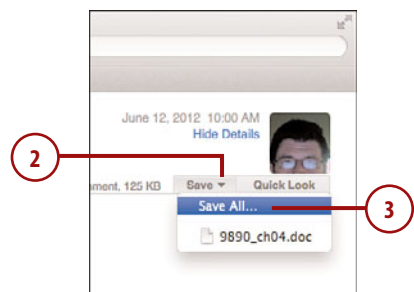 June 12, 2012 10:00 AM
Hide Details
2
ment, 125 KB Save Quick Look
Save All...
3
9890_ch04.doc